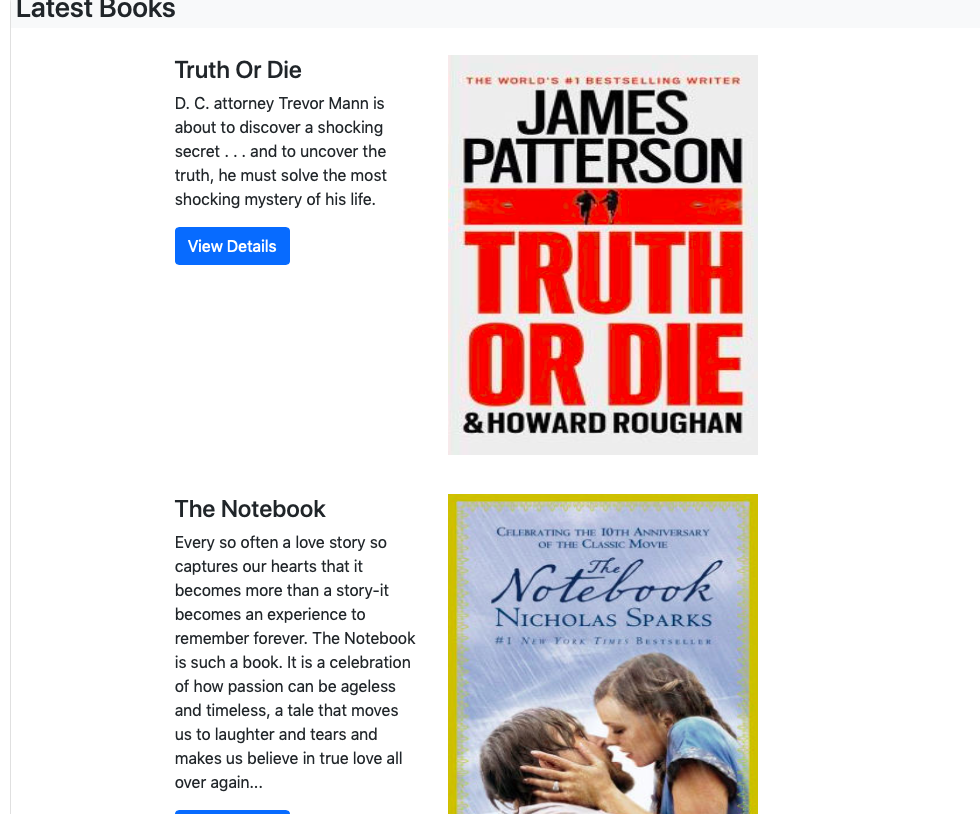 Latest Books
Truth Or Die
D. C. attorney Trevor Mann is
about to discover a shocking
secret . . . and to uncover the
truth, he must solve the most
shocking mystery of his life.
View Details
THE WORLD'S #1 BESTSELLING WRITER
JAMES
PATTERSON
TRUTH
OR DIE
& HOWARD ROUGHAN
The Notebook
Every so often a love story so
captures our hearts that it
becomes more than a story-it
becomes an experience to
remember forever. The Notebook
is such a book. It is a celebration
of how passion can be ageless
and timeless, a tale that moves
us to laughter and tears and
makes us believe in true love all
over again...
CELEBRATING THE 10TH ANNIVERSARY
OF THE CLASSIC MOVIE
The
Notebook
NICHOLAS SPARKS
#1 NEW YORK TIMES BESTSELLER